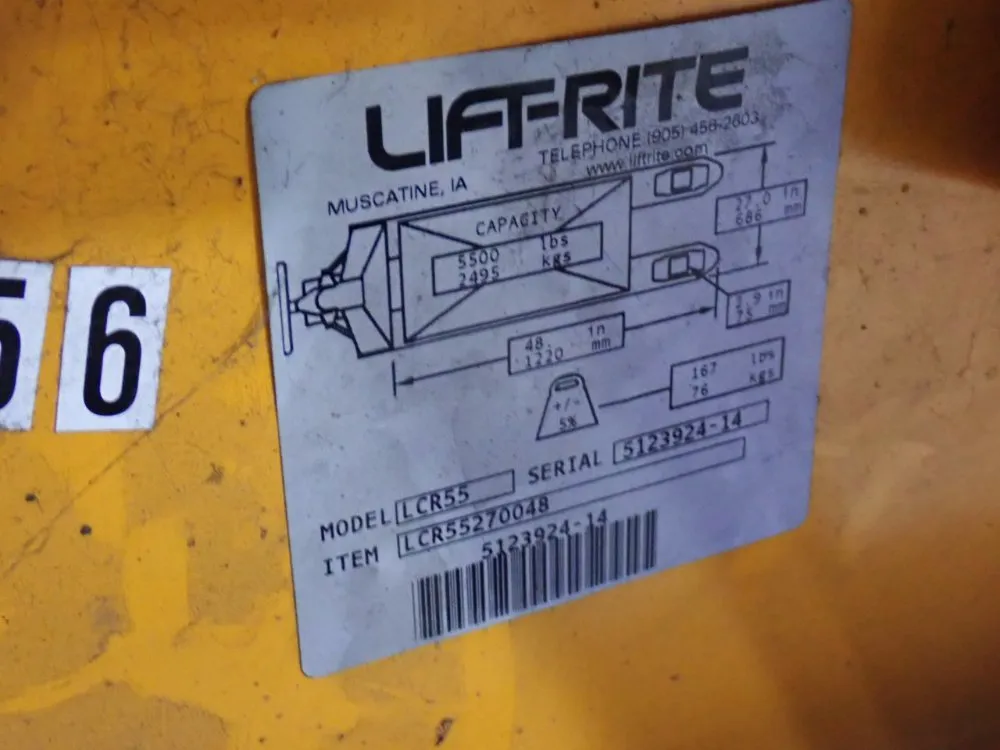 LIFT-RITE
TELEPHONE (905) 456-2603
www.liftrite.com
MUSCATINE, IA
CAPACITY
5500 lbs
2495 kgs
27.0 in
686 mm
in
75 mm
48. in
1220 mm
167 lbs
76 kgs
+/-
5%
MODEL LCR55 SERIAL 5123924-14
ITEM LCR55270048
5123924-14
56